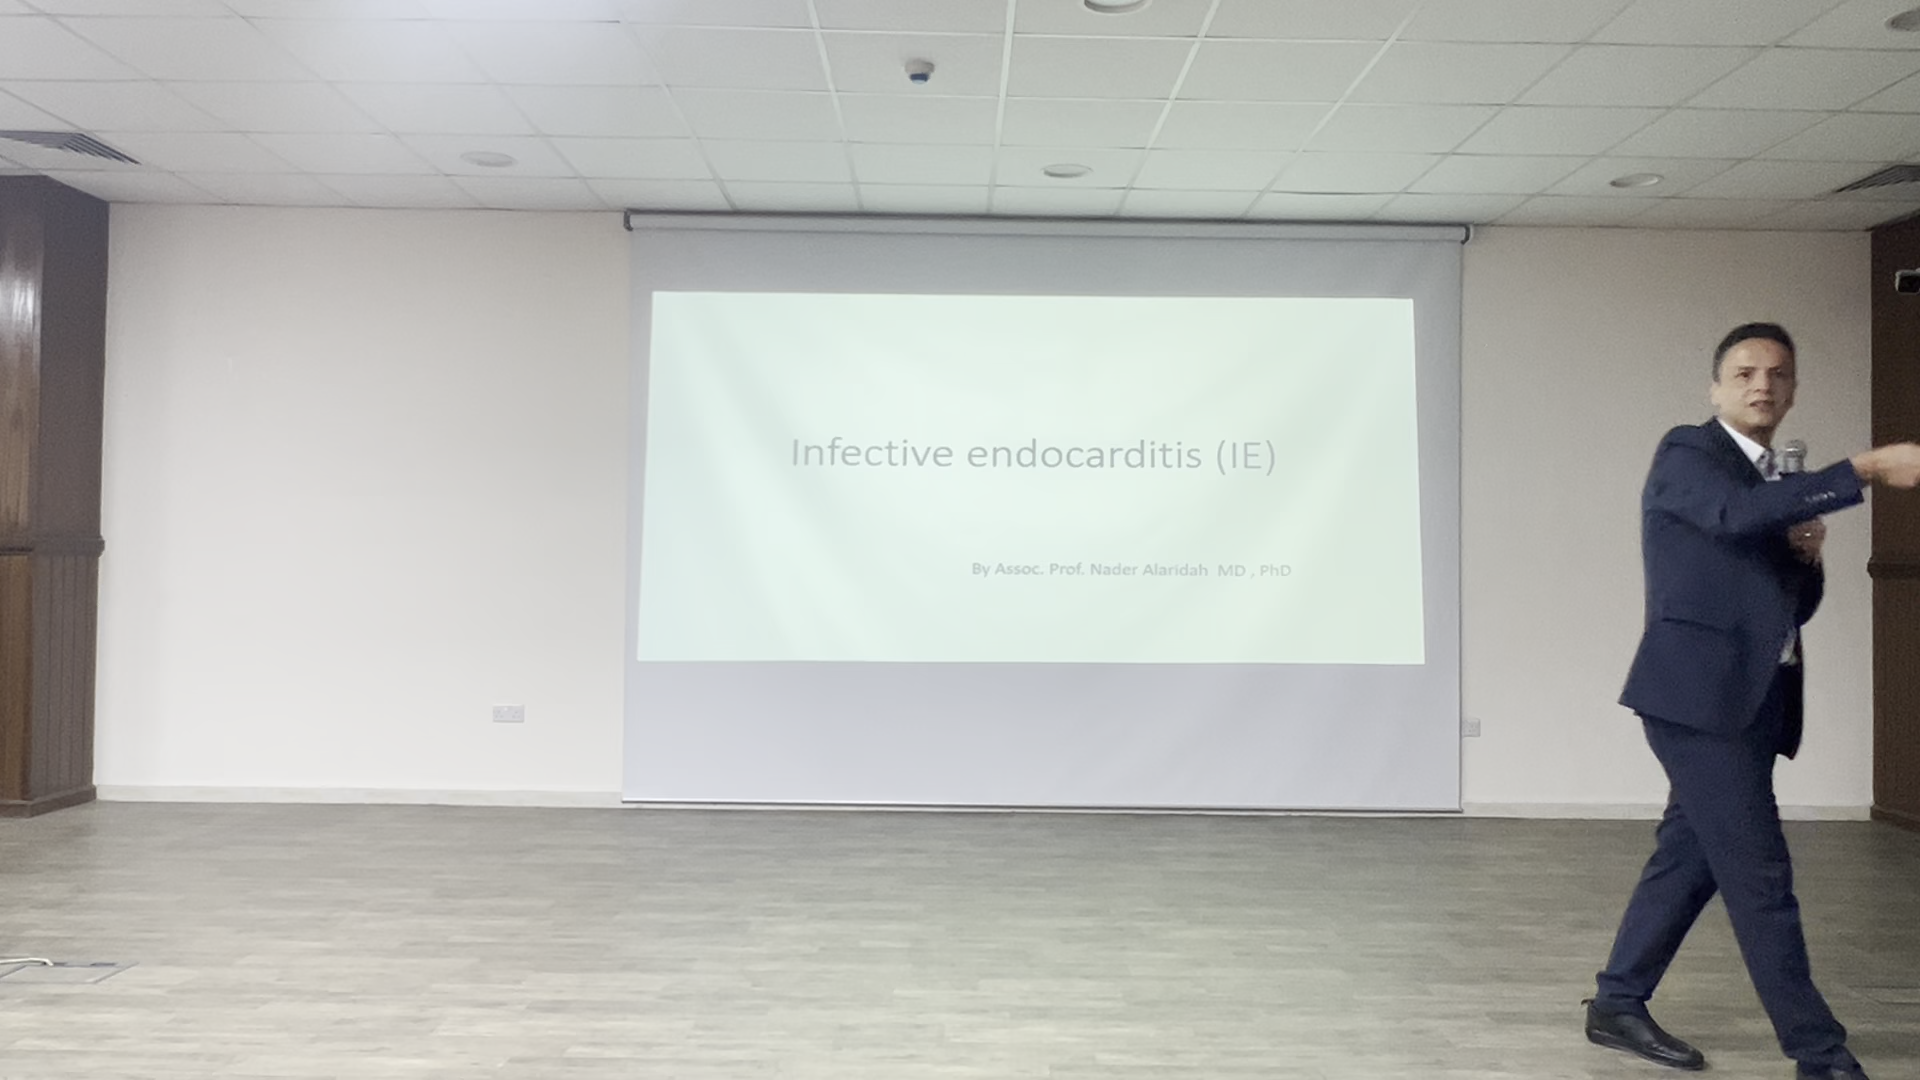 Infective endocarditis (IE)
By Assoc. Prof. Nader Alaridah MD , PhD